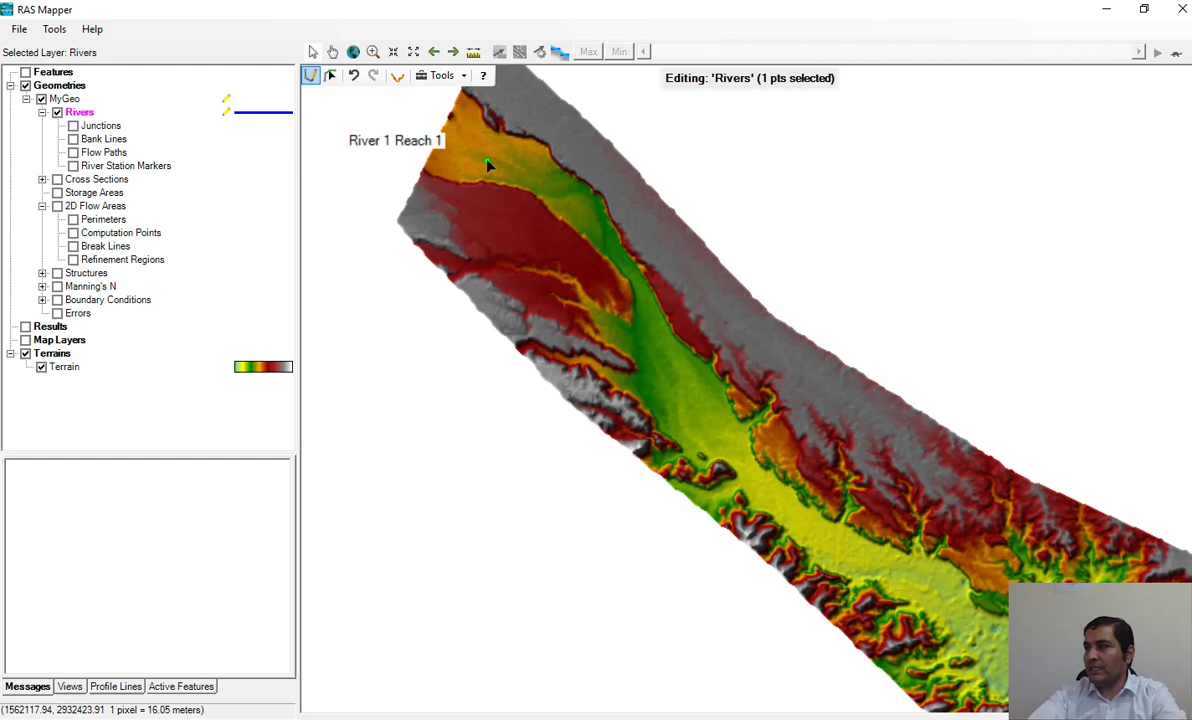 RAS Mapper
File Tools Help
Selected Layer: Rivers
Max Min
Features
Geometries
MyGeo
Rivers
Junctions
Bank Lines
Flow Paths
River Station Markers
Cross Sections
Storage Areas
2D Flow Areas
Perimeters
Computation Points
Break Lines
Refinement Regions
Structures
Manning's N
Boundary Conditions
Errors
Results
Map Layers
Terrains
Terrain
Tools ?
Editing: 'Rivers' (1 pts selected)
River 1 Reach 1
Messages Views Profile Lines Active Features
(1562117.94, 2932423.91 1 pixel = 16.05 meters)